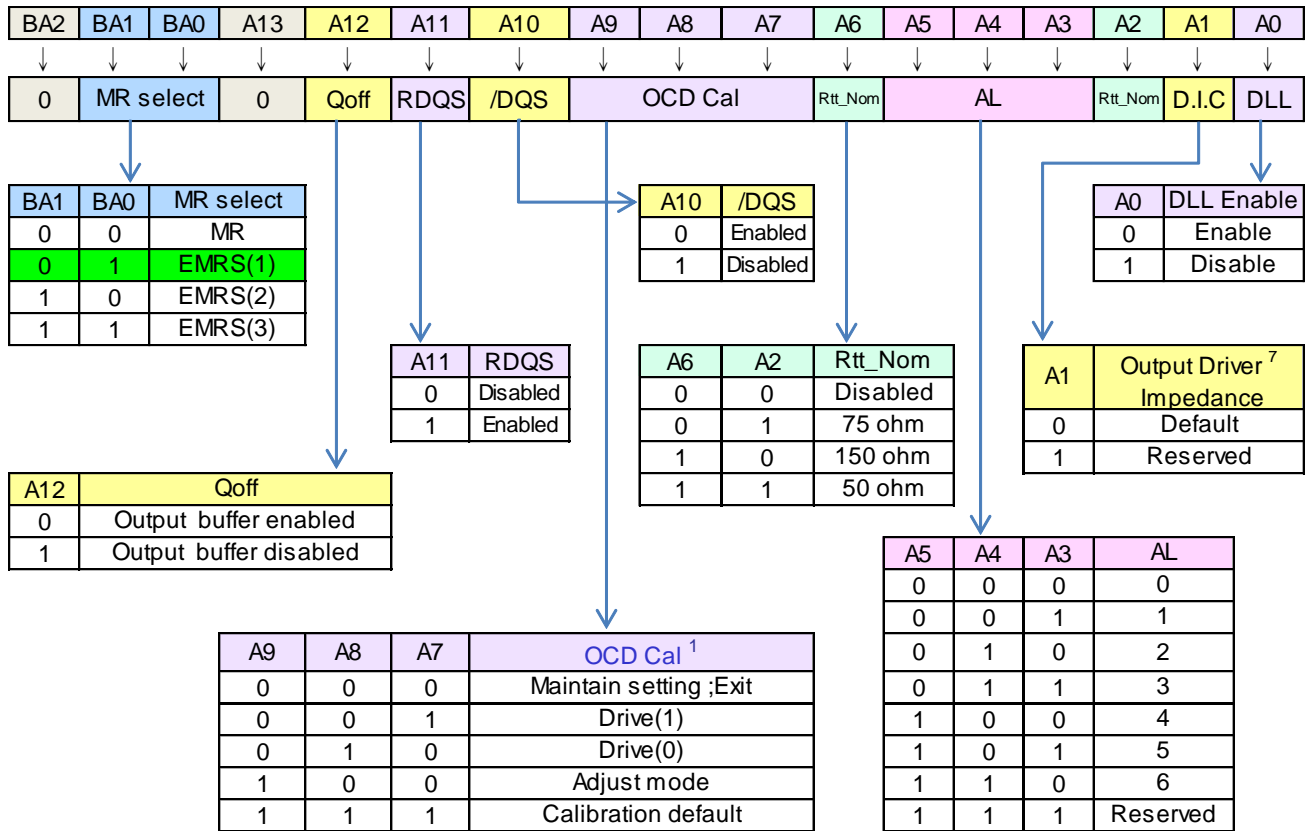 BA2 BA1 BA0 A13 A12 A11 A10 A9 A8 A7 A6 A5 A4 A3 A2 A1 A0
0 MR select 0 Qoff RDQS /DQS OCD Cal Rtt_Nom AL Rtt_Nom D.I.C DLL
BA1 BA0 MR select
0 0 MR
0 1 EMRS(1)
1 0 EMRS(2)
1 1 EMRS(3)
A10 /DQS
0 Enabled
1 Disabled
A0 DLL Enable
0 Enable
1 Disable
A11 RDQS
0 Disabled
1 Enabled
A6 A2 Rtt_Nom
0 0 Disabled
0 1 75 ohm
1 0 150 ohm
1 1 50 ohm
A1 Output Driver 7
Impedance
0 Default
1 Reserved
A12 Qoff
0 Output buffer enabled
1 Output buffer disabled
A5 A4 A3 AL
0 0 0 0
0 0 1 1
0 1 0 2
0 1 1 3
1 0 0 4
1 0 1 5
1 1 0 6
1 1 1 Reserved
A9 A8 A7 OCD Cal 1
0 0 0 Maintain setting ;Exit
0 0 1 Drive(1)
0 1 0 Drive(0)
1 0 0 Adjust mode
1 1 1 Calibration default